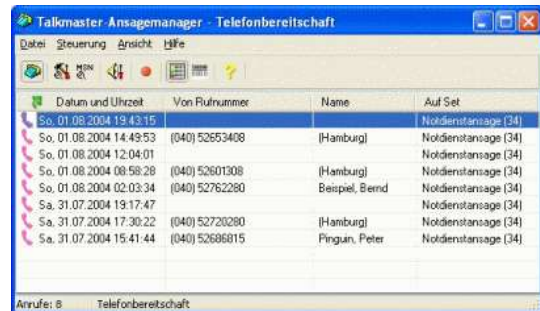 Talkmaster-Ansagemanager - Telefonbereitschaft
Datei Steuerung Ansicht Hilfe
MDN
Datum und Uhrzeit Von Rufnummer Name Auf Set
So, 01.08.2004 19:43:15 Notdienstansage (34)
So, 01.08.2004 14:49:53 (040) 52653408 (Hamburg) Notdienstansage (34)
So, 01.08.2004 12:04:01 Notdienstansage (34)
So, 01.08.2004 08:58:28 (040) 52601308 (Hamburg) Notdienstansage (34)
So, 01.08.2004 02:03:34 (040) 52762280 Beispiel, Bernd Notdienstansage (34)
Sa, 31.07.2004 19:17:47 Notdienstansage (34)
Sa, 31.07.2004 17:30:22 (040) 52720280 (Hamburg) Notdienstansage (34)
Sa, 31.07.2004 15:41:44 (040) 52686815 Pinguin, Peter Notdienstansage (34)
Anrufe: 8 Telefonbereitschaft